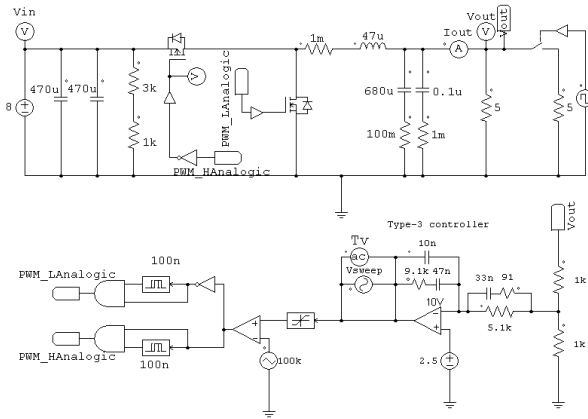 Vin
Vout
Vout
1m
47u
Iout
V
V
A
470u
470u
3k
V
PWM_LAnalogic
680u
0.1u
8
5
5
1k
100m
1m
PWM_HAnalogic
Vout
Type-3 controller
Tv
10n
ac
100n
PWM_LAnalogic
Vsweep
9.1k
47n
33n
91
1k
10V
5.1k
1k
PWM_HAnalogic
100n
100k
2.5